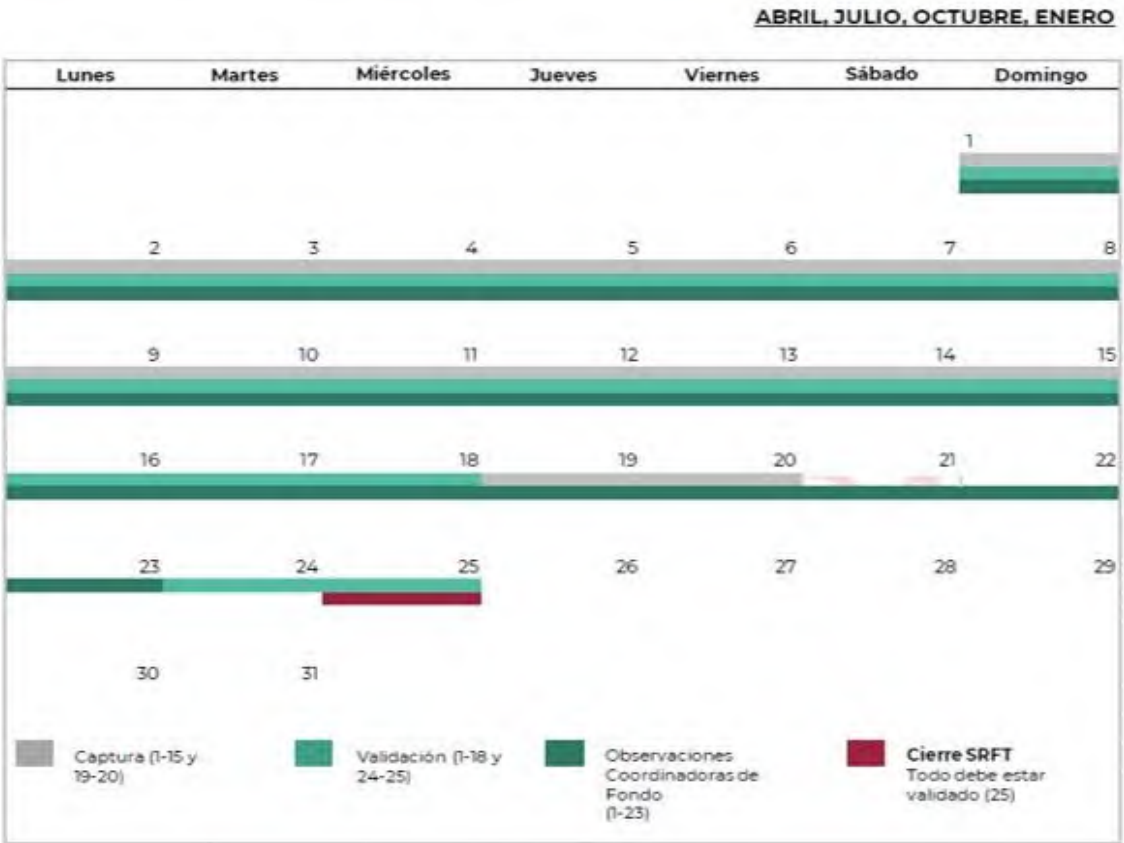 ABRIL, JULIO, OCTUBRE, ENERO
Lunes Martes Miércoles Jueves Viernes Sábado Domingo
1
2 3 4 5 6 7 8
9 10 11 12 13 14 15
16 17 18 19 20 21 22
23 24 25 26 27 28 29
30 31
Captura (1-15 y
19-20)
Validación (1-18 y
24-25)
Observaciones
Coordinadoras de
Fondo
(1-23)
Cierre SRFT
Todo debe estar
validado (25)